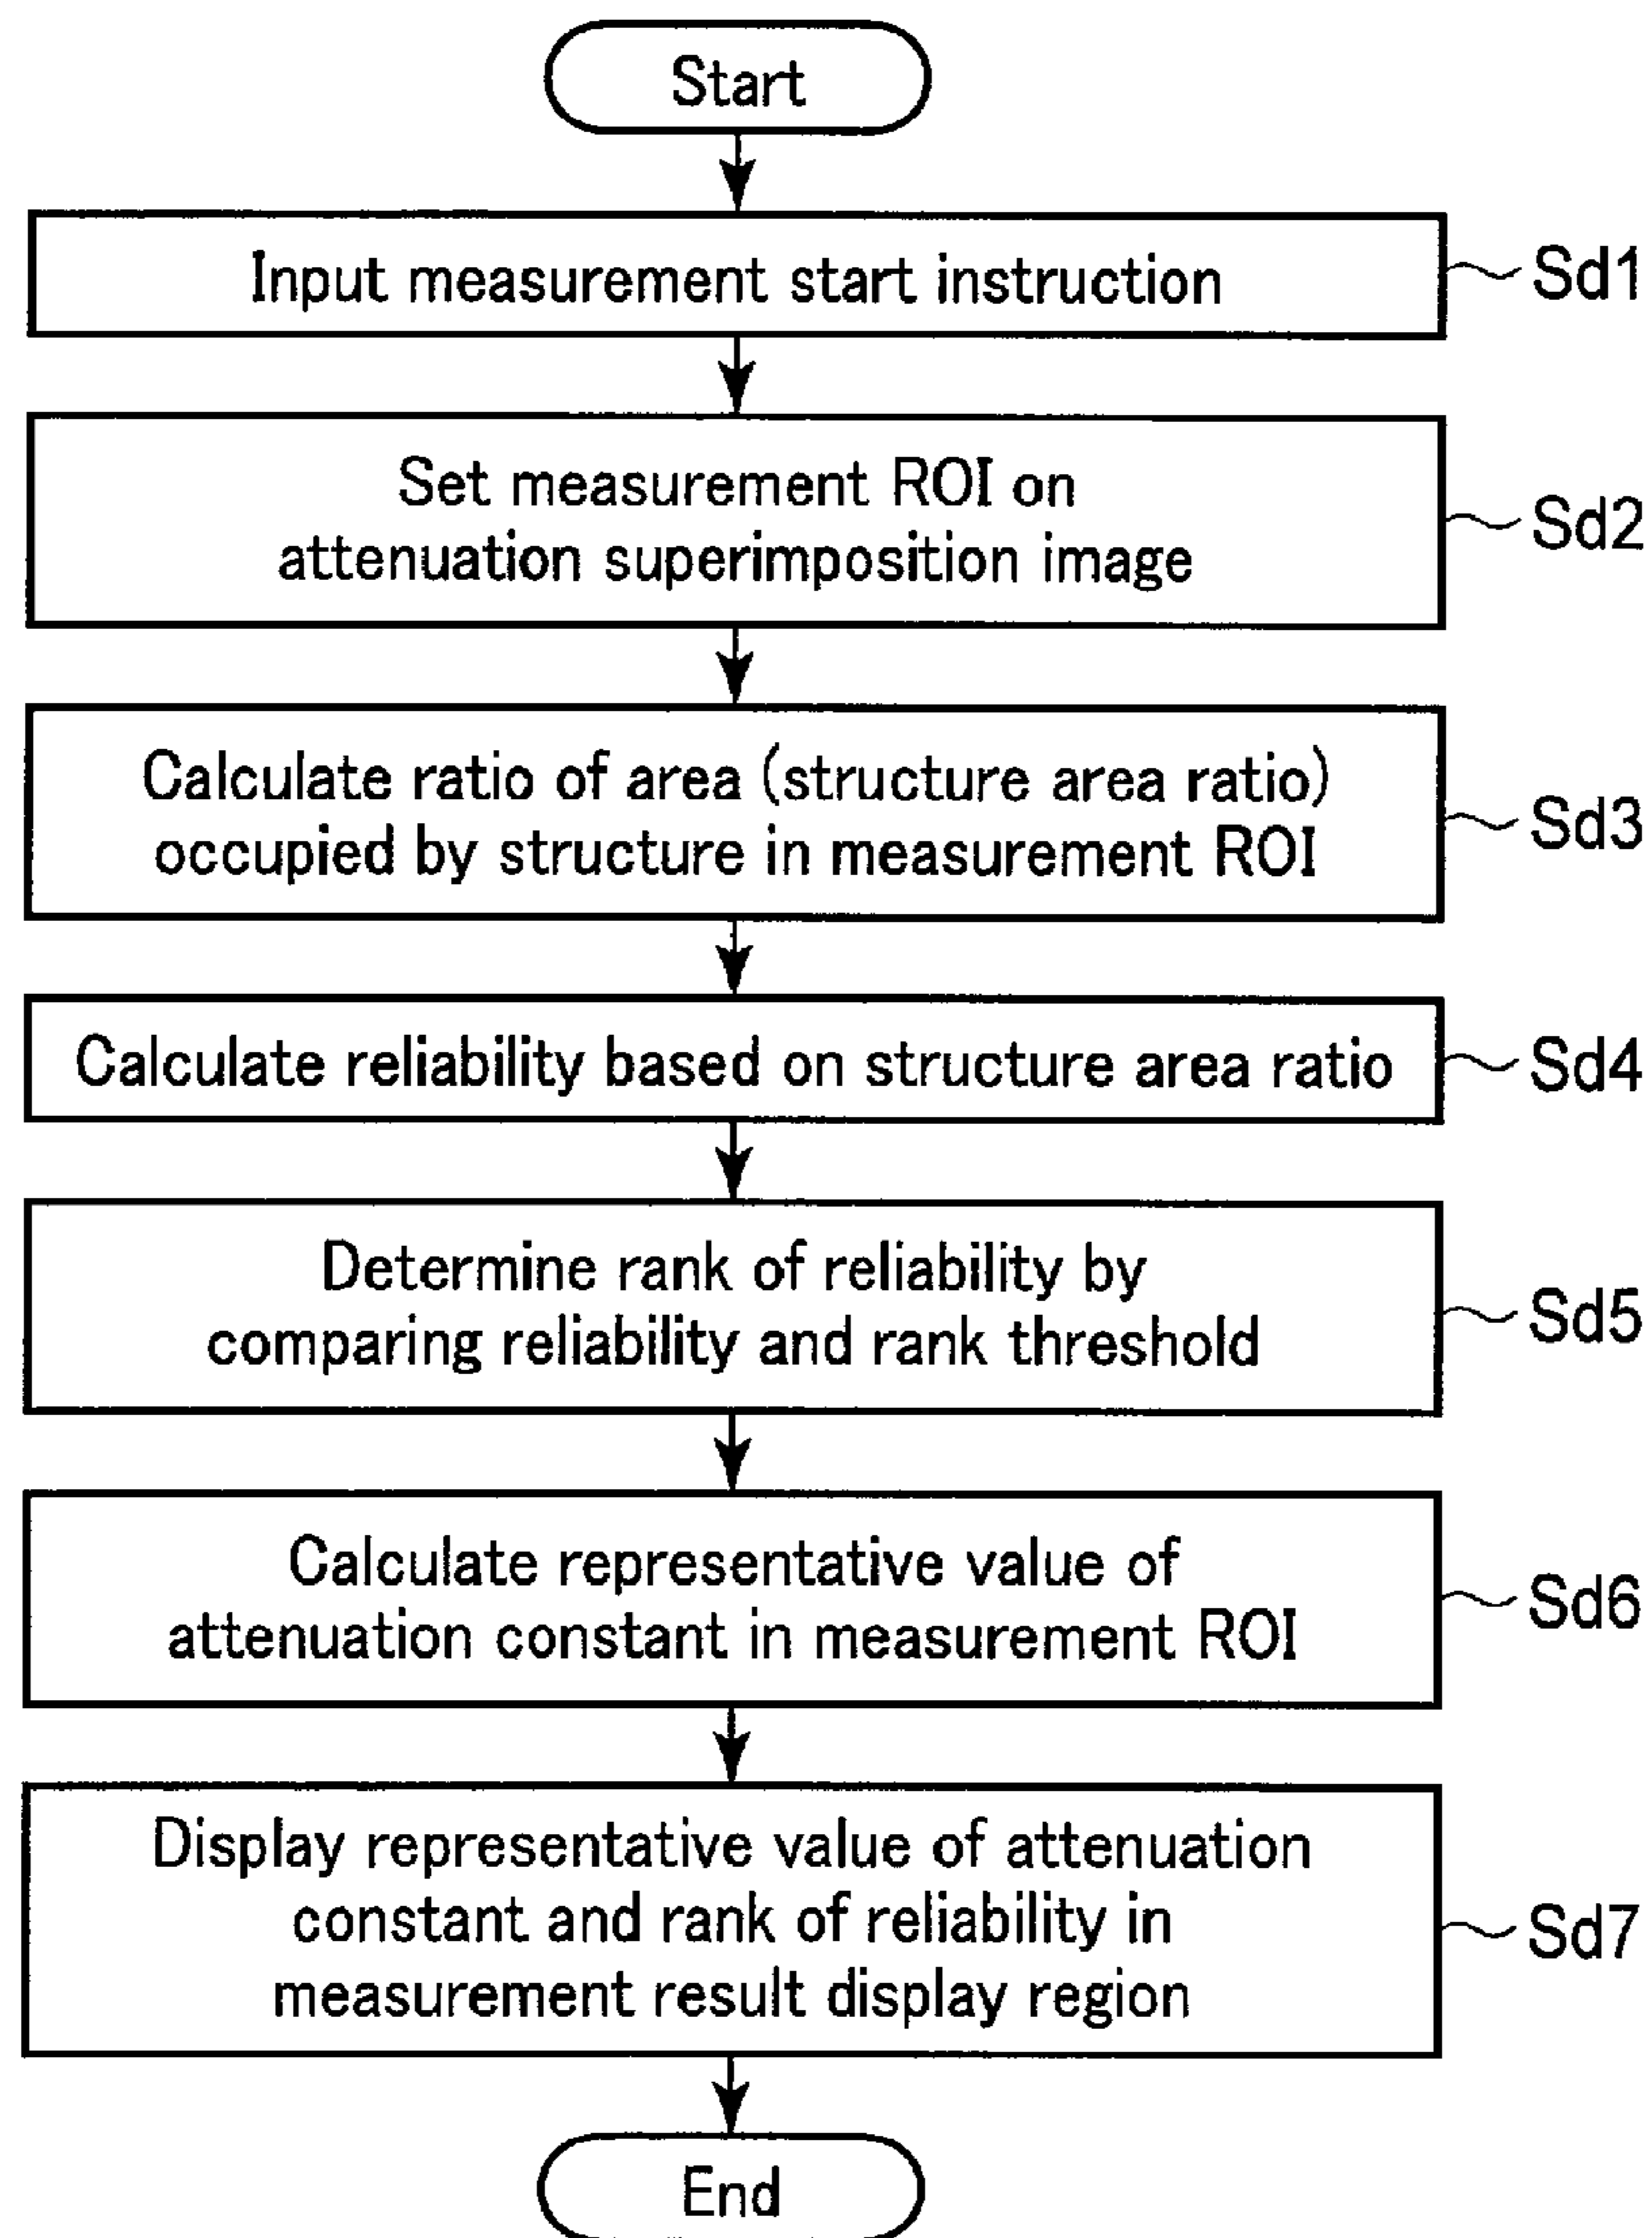 Start
Input measurement start instruction
Sd1
Set measurement ROI on
attenuation superimposition image
Sd2
Calculate ratio of area (structure area ratio)
occupied by structure in measurement ROI
Sd3
Calculate reliability based on structure area ratio
Sd4
Determine rank of reliability by
comparing reliability and rank threshold
Sd5
Calculate representative value of
attenuation constant in measurement ROI
Sd6
Display representative value of attenuation
constant and rank of reliability in
measurement result display region
Sd7
End